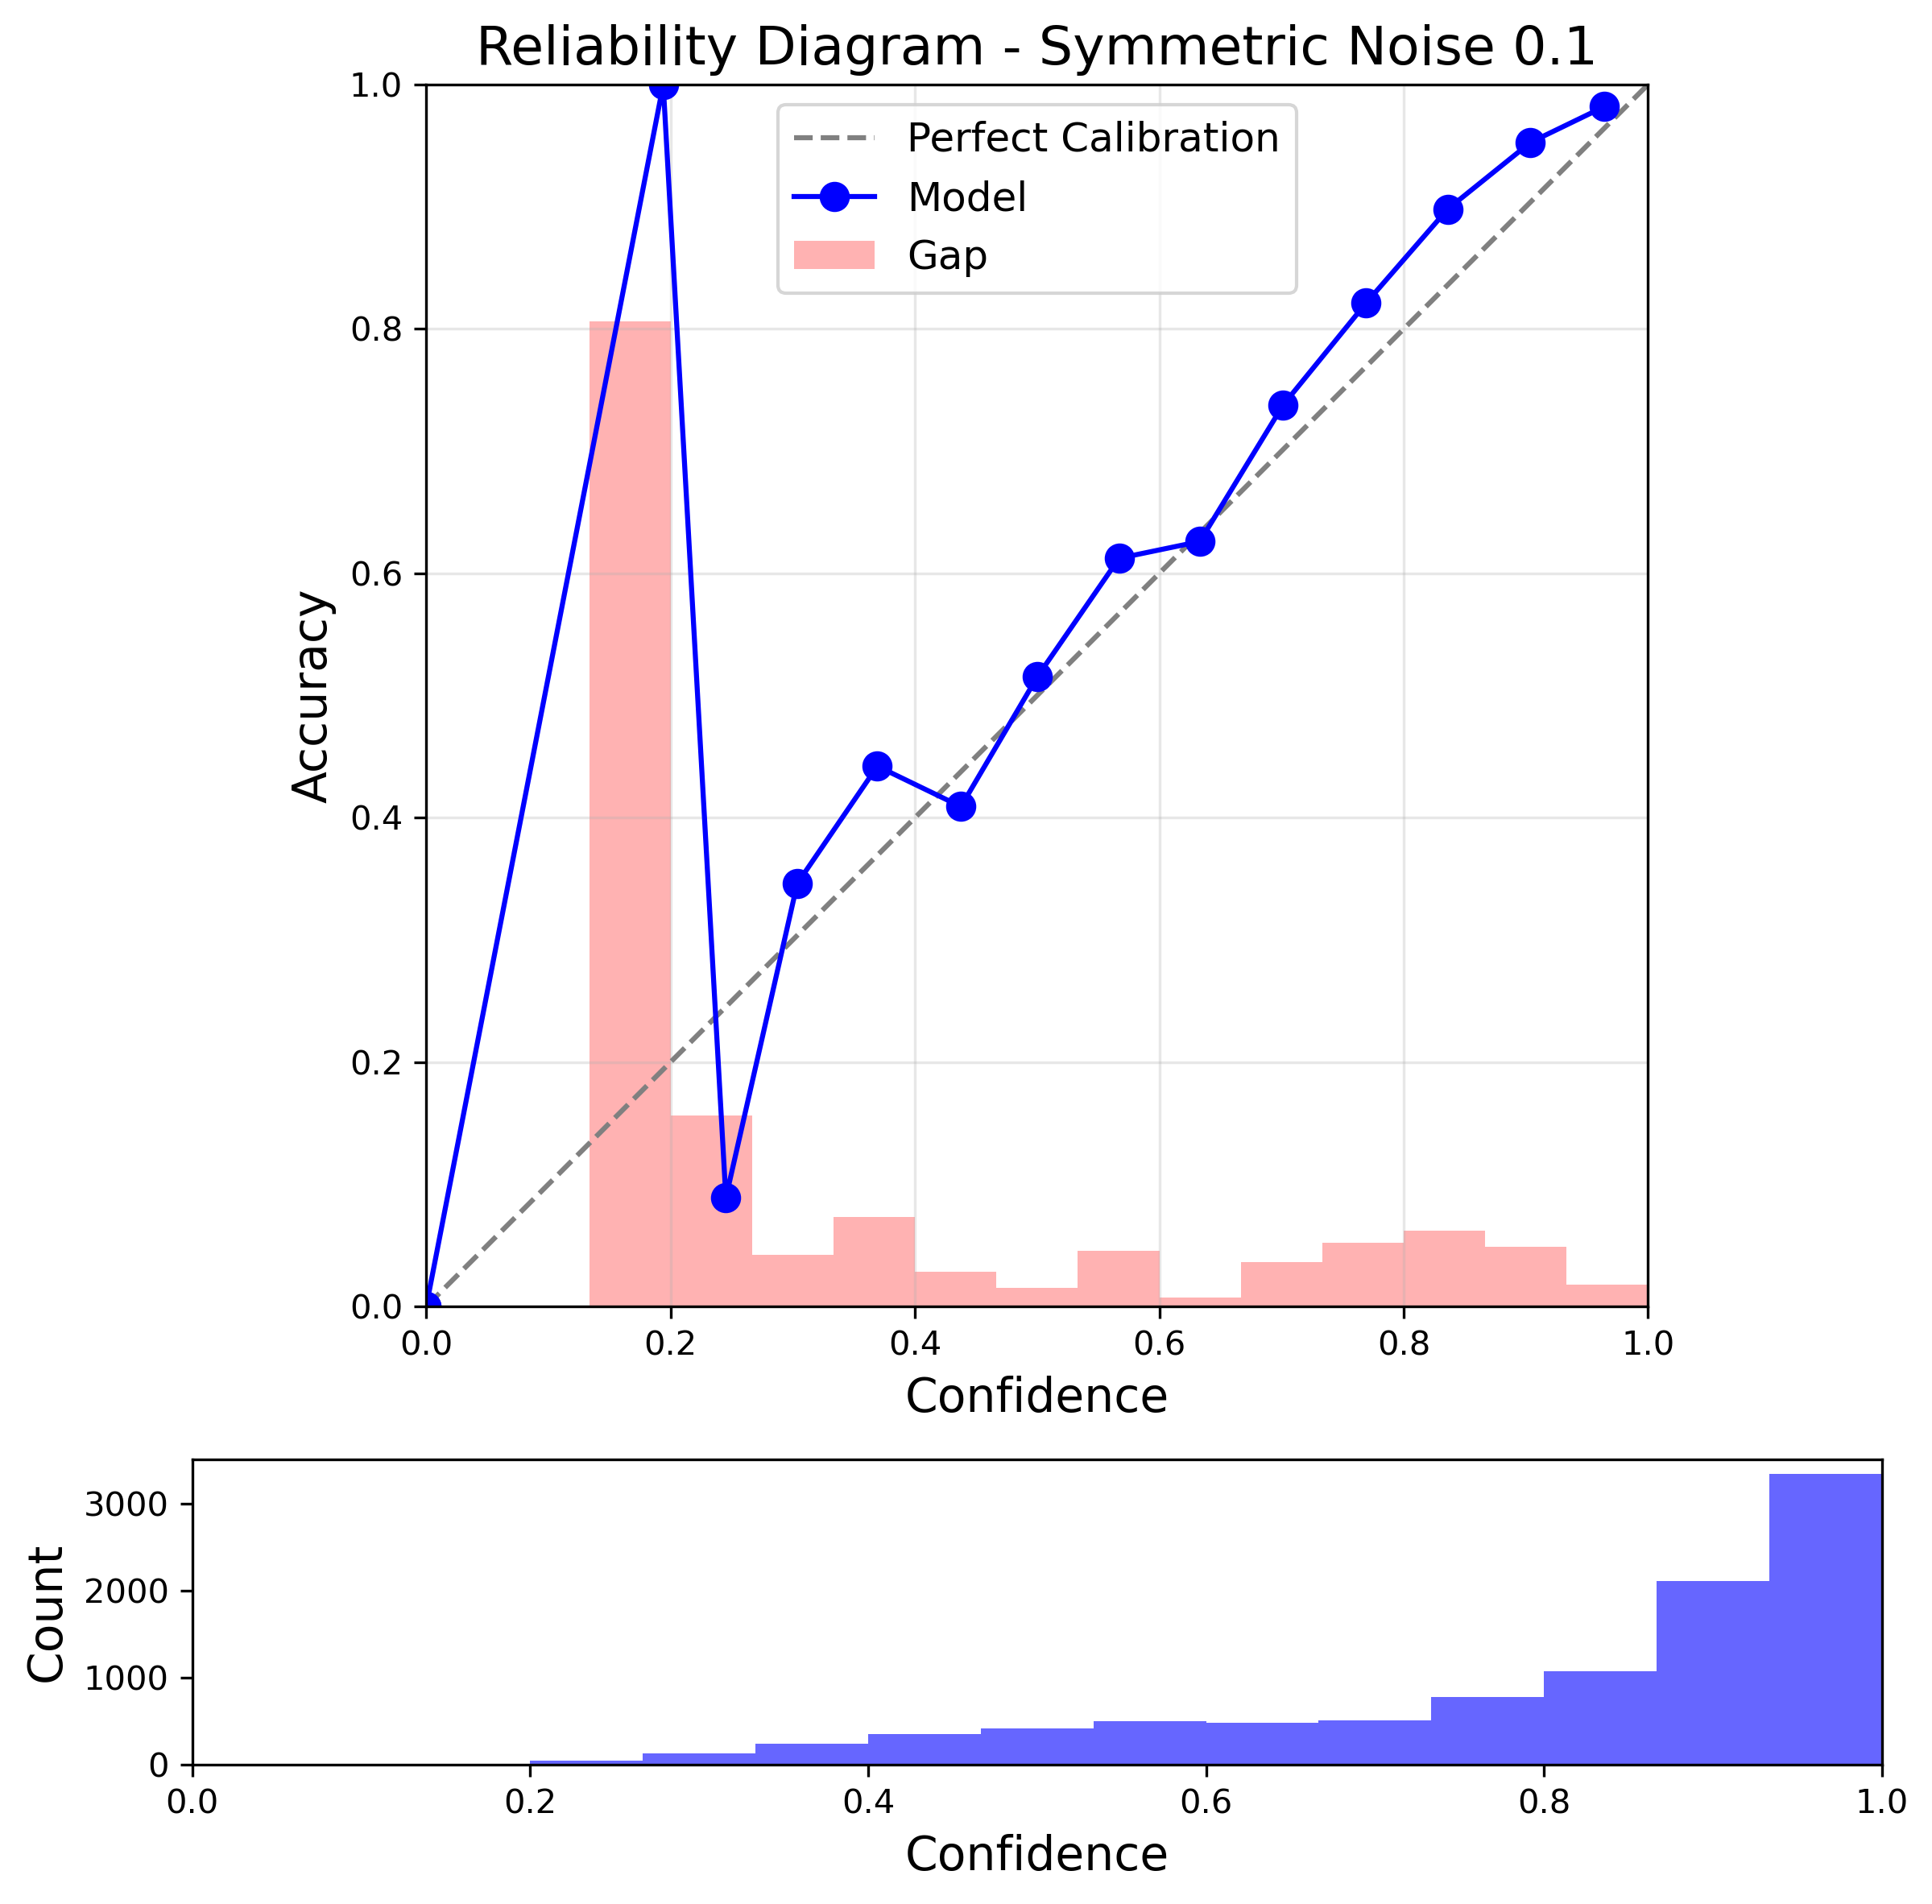 Reliability Diagram - Symmetric Noise 0.1
1.0
0.8
0.6
0.4
0.2
0.0
Accuracy
Perfect Calibration
Model
Gap
0.0 0.2 0.4 0.6 0.8 1.0
Confidence
3000
2000
1000
0
Count
0.0 0.2 0.4 0.6 0.8 1.0
Confidence